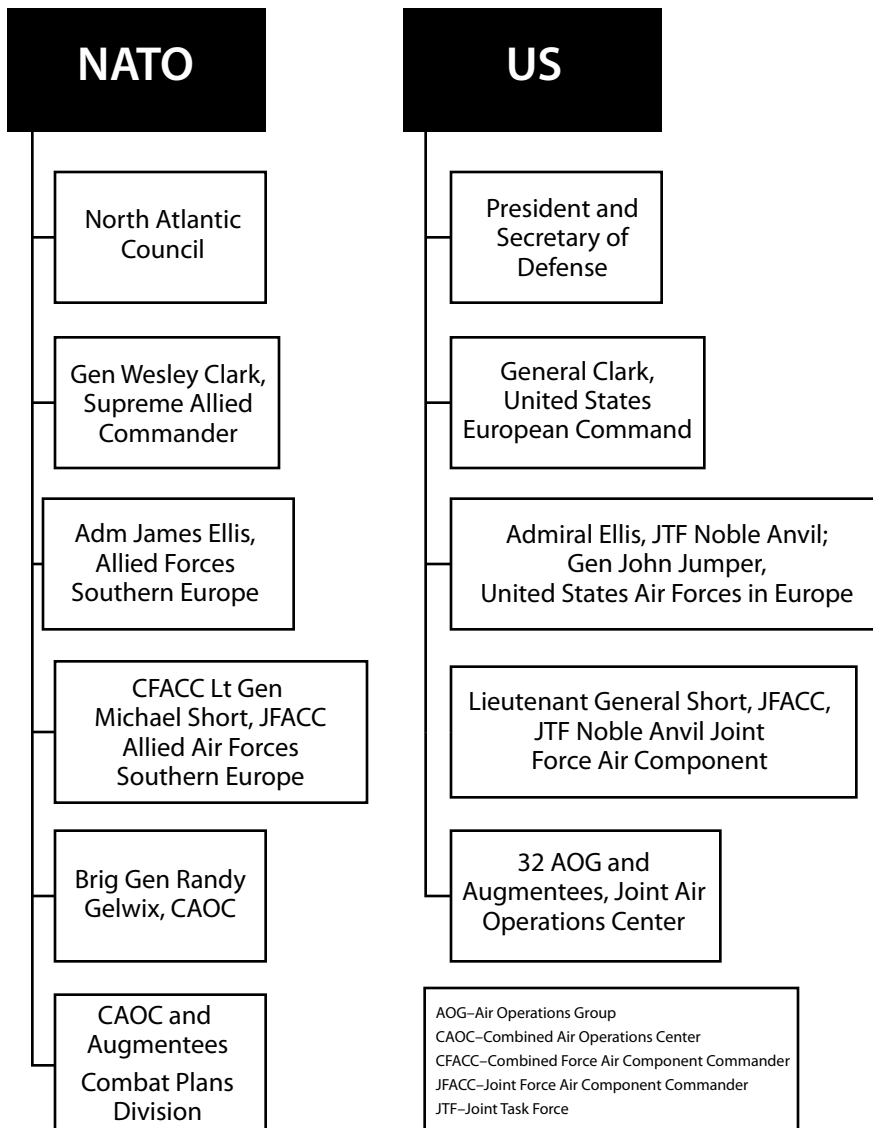 NATO
North Atlantic
Council
Gen Wesley Clark,
Supreme Allied
Commander
Adm James Ellis,
Allied Forces
Southern Europe
CFACC Lt Gen
Michael Short, JFACC
Allied Air Forces
Southern Europe
Brig Gen Randy
Gelwix, CAOC
CAOC and
Augmentees
Combat Plans
Division
US
President and
Secretary of
Defense
General Clark,
United States
European Command
Admiral Ellis, JTF Noble Anvil;
Gen John Jumper,
United States Air Forces in Europe
Lieutenant General Short, JFACC,
JTF Noble Anvil Joint
Force Air Component
32 AOG and
Augmentees, Joint Air
Operations Center
AOG–Air Operations Group
CAOC–Combined Air Operations Center
CFACC–Combined Force Air Component Commander
JFACC–Joint Force Air Component Commander
JTF–Joint Task Force